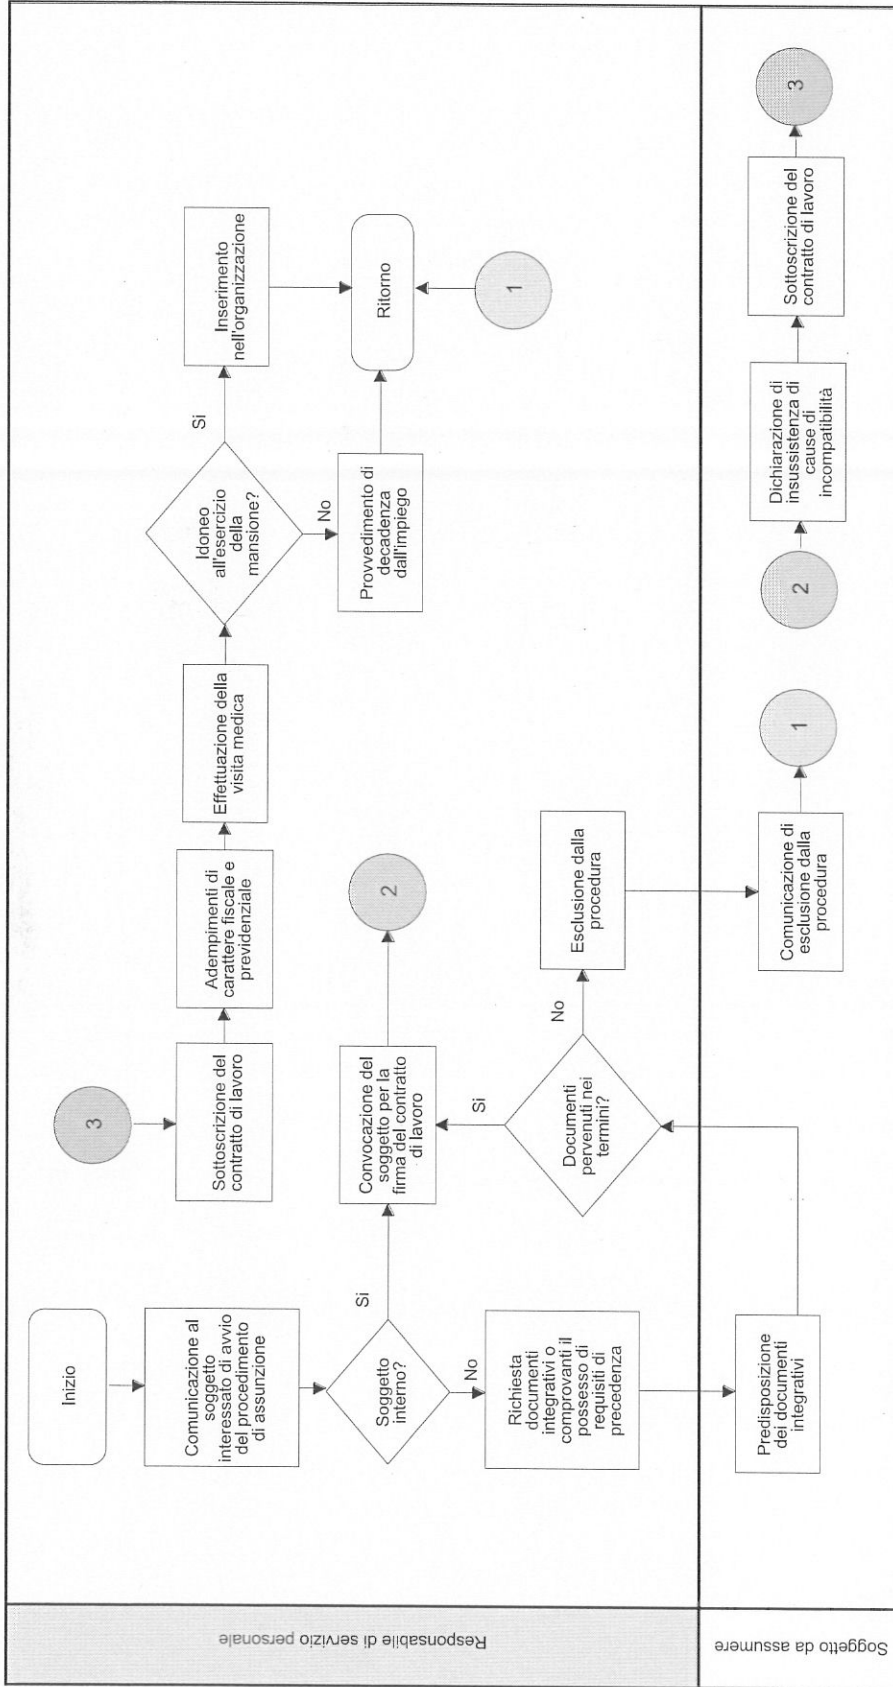 Responsabile di servizio personale
Inizio
Comunicazione al
soggetto
interessato di avvio
del procedimento
di assunzione
Soggetto
interno?
Si
No
Richiesta
documenti
integrativi o
comprovanti il
possesso di
requisiti di
precedenza
3
Sottoscrizione del
contratto di lavoro
Adempimenti di
carattere fiscale e
previdenziale
Effettuazione della
visita medica
Idoneo
all'esercizio
della
mansione?
Si
No
Inserimento
nell'organizzazione
Provvedimento di
decadenza
dall'impiego
Ritorno
1
Convocazione del
soggetto per la
firma del contratto
di lavoro
2
Si
Documenti
pervenuti nei
termini?
No
Esclusione dalla
procedura
Soggetto da assumere
Predisposizione
dei documenti
integrativi
Comunicazione di
esclusione dalla
procedura
1
2
Dichiarazione di
insussistenza di
cause di
incompatibilità
Sottoscrizione del
contratto di lavoro
3